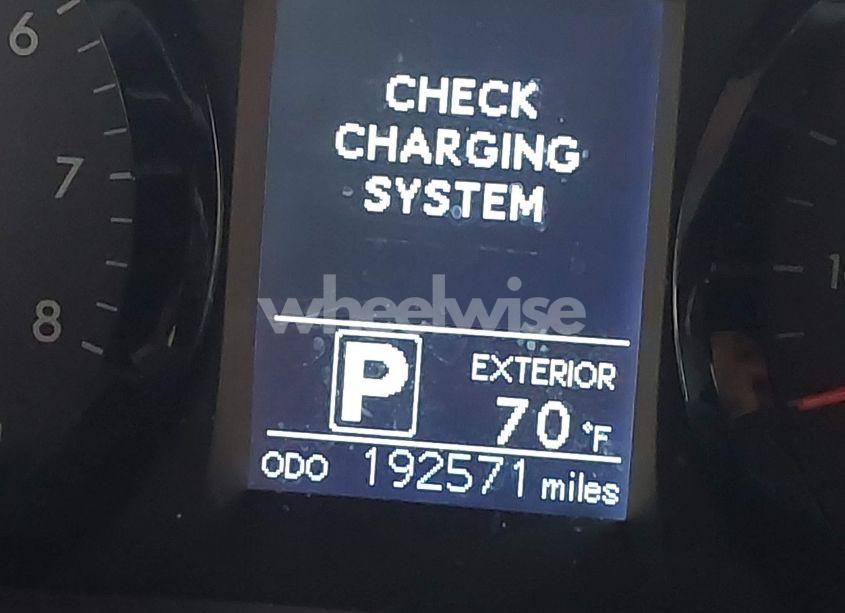 6
7
8
CHECK
CHARGING
SYSTEM
wheelwise
P
EXTERIOR
70 °F
ODO 192571 miles